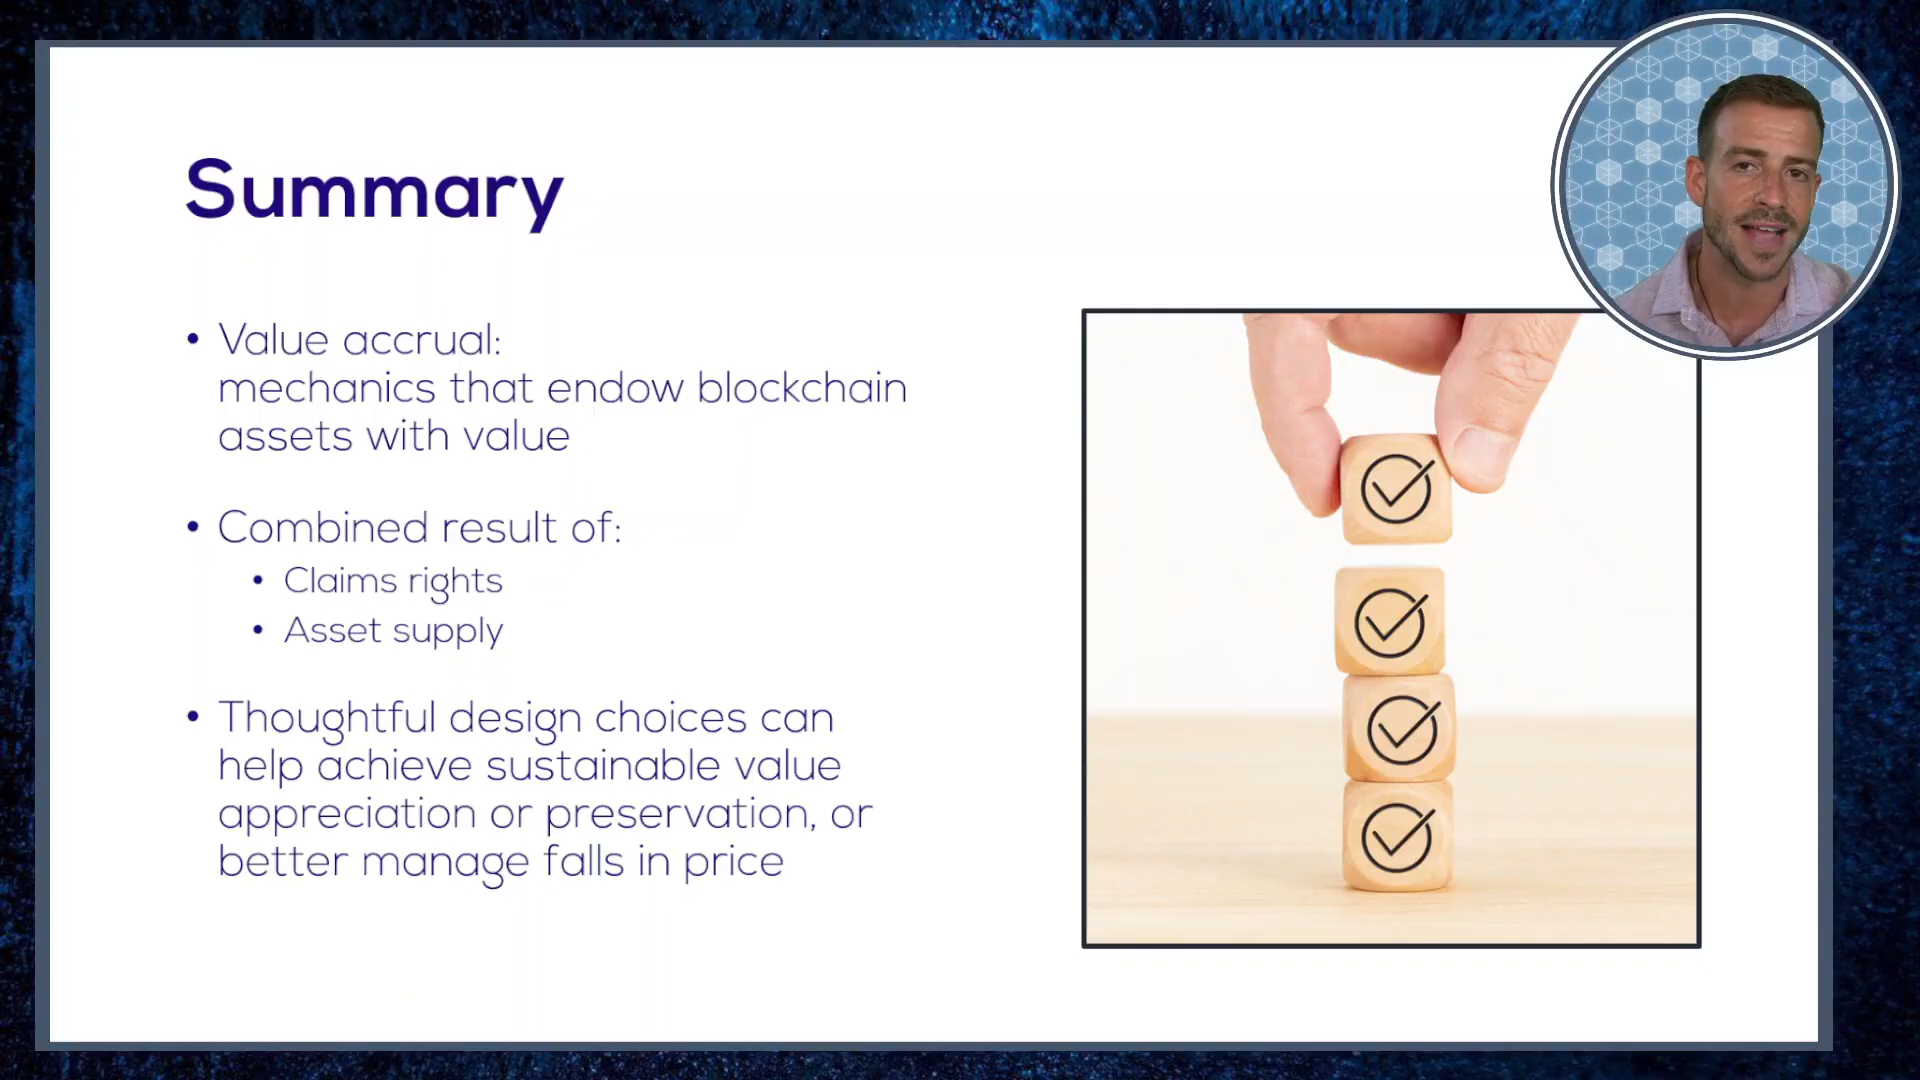 Summary
• Value accrual:
mechanics that endow blockchain
assets with value
• Combined result of:
• Claims rights
• Asset supply
• Thoughtful design choices can
help achieve sustainable value
appreciation or preservation, or
better manage falls in price